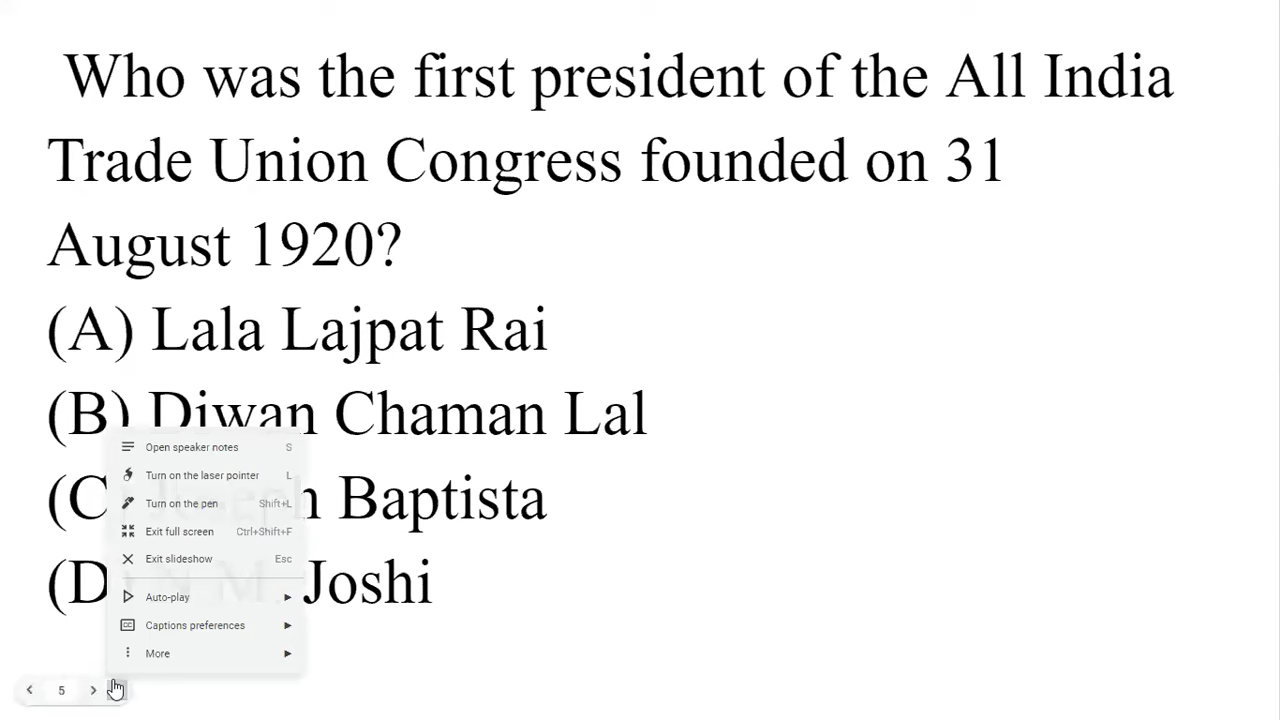 Who was the first president of the All India
Trade Union Congress founded on 31
August 1920?
(A) Lala Lajpat Rai
(B) Diwan Chaman Lal
Open speaker notes S
Turn on the laser pointer L
(C) Joseph Baptista
Turn on the pen Shift+L
Exit full screen Ctrl+Shift+F
Exit slideshow Esc
(D) N.M. Joshi
Auto-play
Captions preferences
More
5